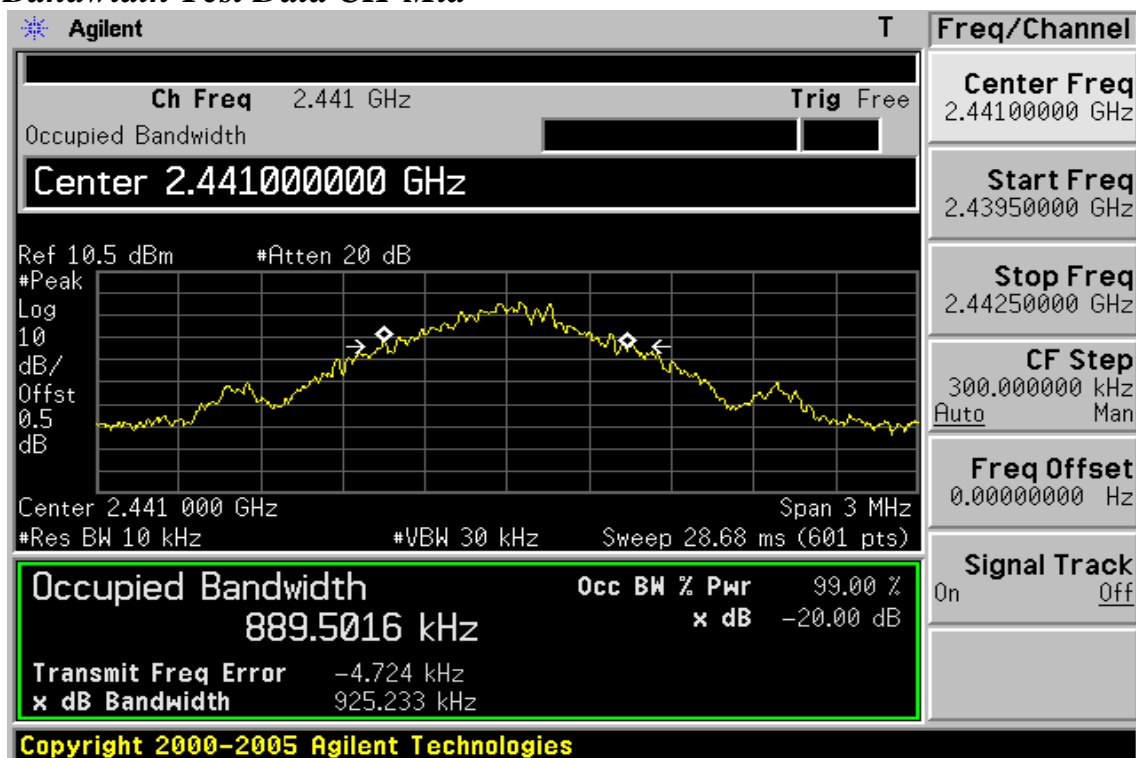 Bandwidth Test Data CH-Mid
Agilent T
Ch Freq 2.441 GHz Trig Free
Occupied Bandwidth
Center 2.441000000 GHz
Ref 10.5 dBm #Atten 20 dB
#Peak
Log
10
dB/
Offst
0.5
dB
Center 2.441 000 GHz Span 3 MHz
#Res BW 10 kHz #VBW 30 kHz Sweep 28.68 ms (601 pts)
Occupied Bandwidth
889.5016 kHz
Occ BW % Pwr 99.00 %
x dB -20.00 dB
Transmit Freq Error -4.724 kHz
x dB Bandwidth 925.233 kHz
Copyright 2000-2005 Agilent Technologies
Freq/Channel
Center Freq
2.44100000 GHz
Start Freq
2.43950000 GHz
Stop Freq
2.44250000 GHz
CF Step
300.000000 kHz
Auto Man
Freq Offset
0.00000000 Hz
Signal Track
On Off